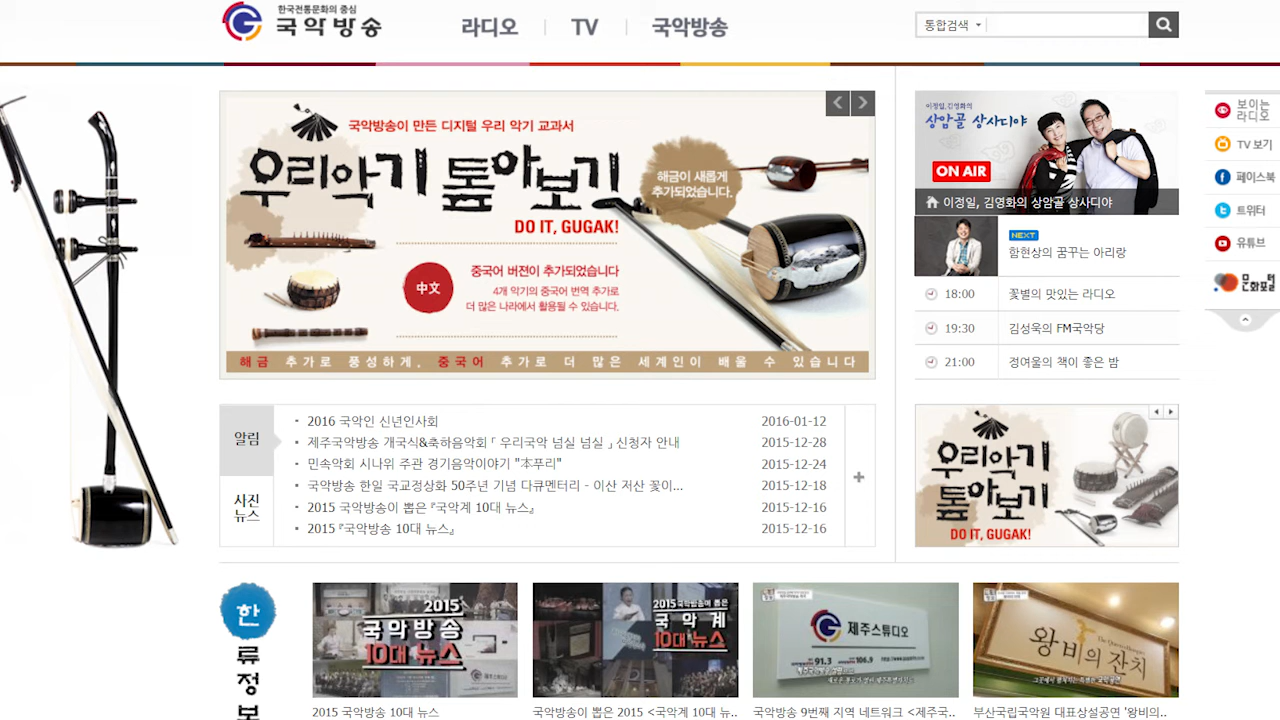 한국전통문화의 중심
국악방송
라디오
TV
국악방송
통합검색
국악방송이 만든 디지털 우리 악기 교과서
우리악기 톺아보기
해금이 새롭게
추가되었습니다.
DO IT, GUGAK!
中文
중국어 버젼이 추가되었습니다
4개 악기의 중국어 번역 추가로
더 많은 나라에서 활용될 수 있습니다.
해금 추가로 풍성하게, 중국어 추가로 더 많은 세계인이 배울 수 있습니다
이정일, 김영화의
상암골 상사디야
ON AIR
이정일, 김영화의 상암골 상사디야
NEXT
함현상의 꿈꾸는 아리랑
18:00 꽃별의 맛있는 라디오
19:30 김성욱의 FM국악당
21:00 정여울의 책이 좋은 밤
보이는
라디오
TV 보기
페이스북
트위터
유튜브
문화포털
알림
사진
뉴스
2016 국악인 신년인사회 2016-01-12
제주국악방송 개국식&축하음악회「 우리국악 넘실 넘실 」신청자 안내 2015-12-28
민속악회 시나위 주관 경기음악이야기 "本푸리" 2015-12-24
국악방송 한일 국교정상화 50주년 기념 다큐멘터리 - 이산 저산 꽃이... 2015-12-18
2015 국악방송이 뽑은『국악계 10대 뉴스』 2015-12-16
2015『국악방송 10대 뉴스』 2015-12-16
우리악기
톺아보기
DO IT, GUGAK!
한
류
정
보
2015
국악방송
10대 뉴스
2015 국악방송이 뽑은
국악계
10대 뉴스
제주스튜디오
91.3
106.9
왕비의 잔치
The Queen's Banquet
2015 국악방송 10대 뉴스
국악방송이 뽑은 2015 <국악계 10대 뉴..
국악방송 9번째 지역 네트워크 <제주국..
부산국립국악원 대표상설공연 '왕비의..